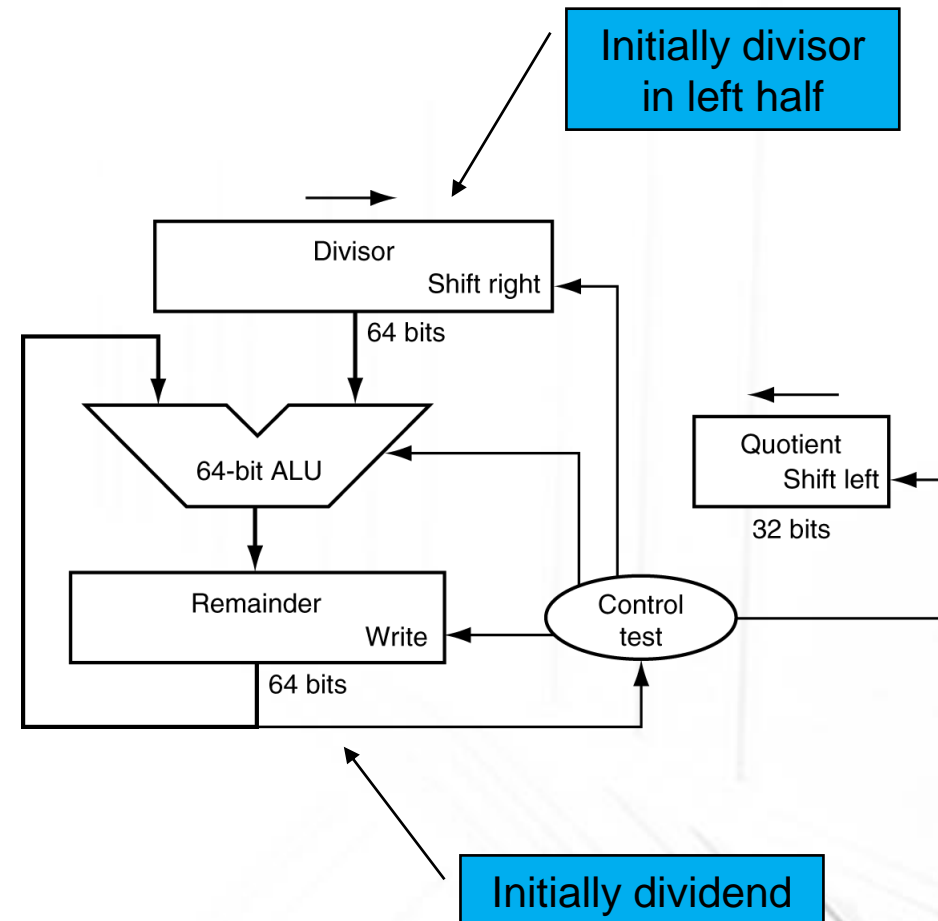 Initially divisor
in left half
Divisor
Shift right
64 bits
64-bit ALU
Quotient
Shift left
32 bits
Remainder
Write
64 bits
Control
test
Initially dividend